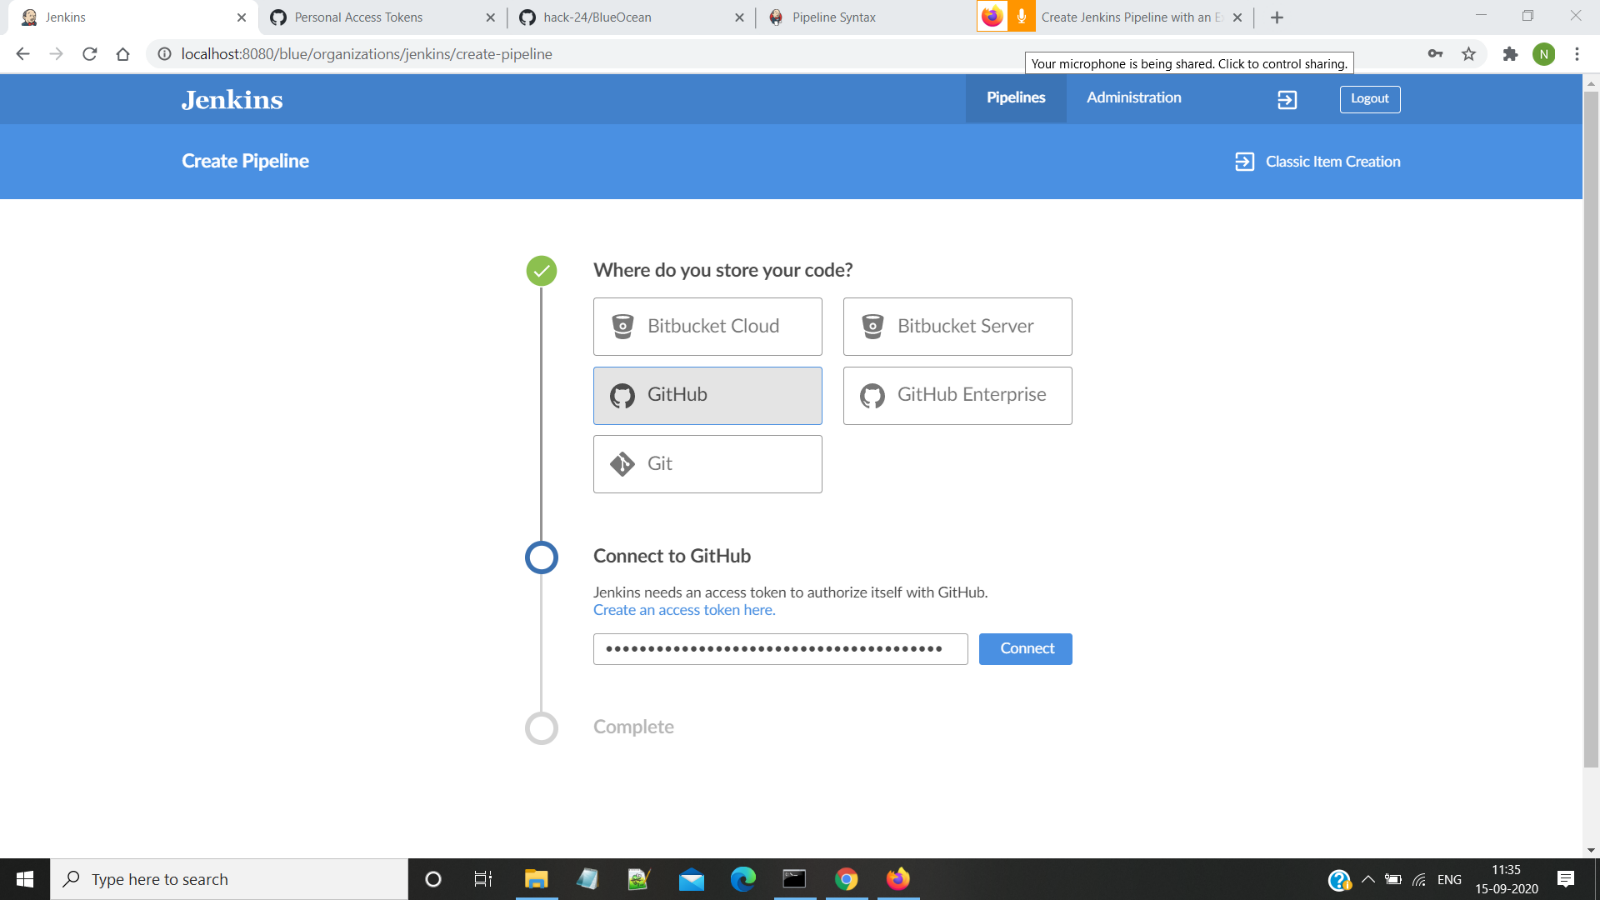 Jenkins
Personal Access Tokens
hack-24/BlueOcean
Pipeline Syntax
Create Jenkins Pipeline with an E
localhost:8080/blue/organizations/jenkins/create-pipeline
N
Your microphone is being shared. Click to control sharing.
Jenkins
Pipelines
Administration
Logout
Create Pipeline
Classic Item Creation
Where do you store your code?
Bitbucket Cloud
Bitbucket Server
GitHub
GitHub Enterprise
Git
Connect to GitHub
Jenkins needs an access token to authorize itself with GitHub.
Create an access token here.
Connect
Complete
Type here to search
ENG
11:35
15-09-2020